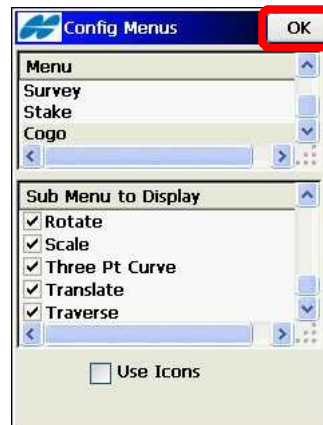 Config Menus
OK
Menu
Survey
Stake
Cogo
Sub Menu to Display
Rotate
Scale
Three Pt Curve
Translate
Traverse
Use Icons